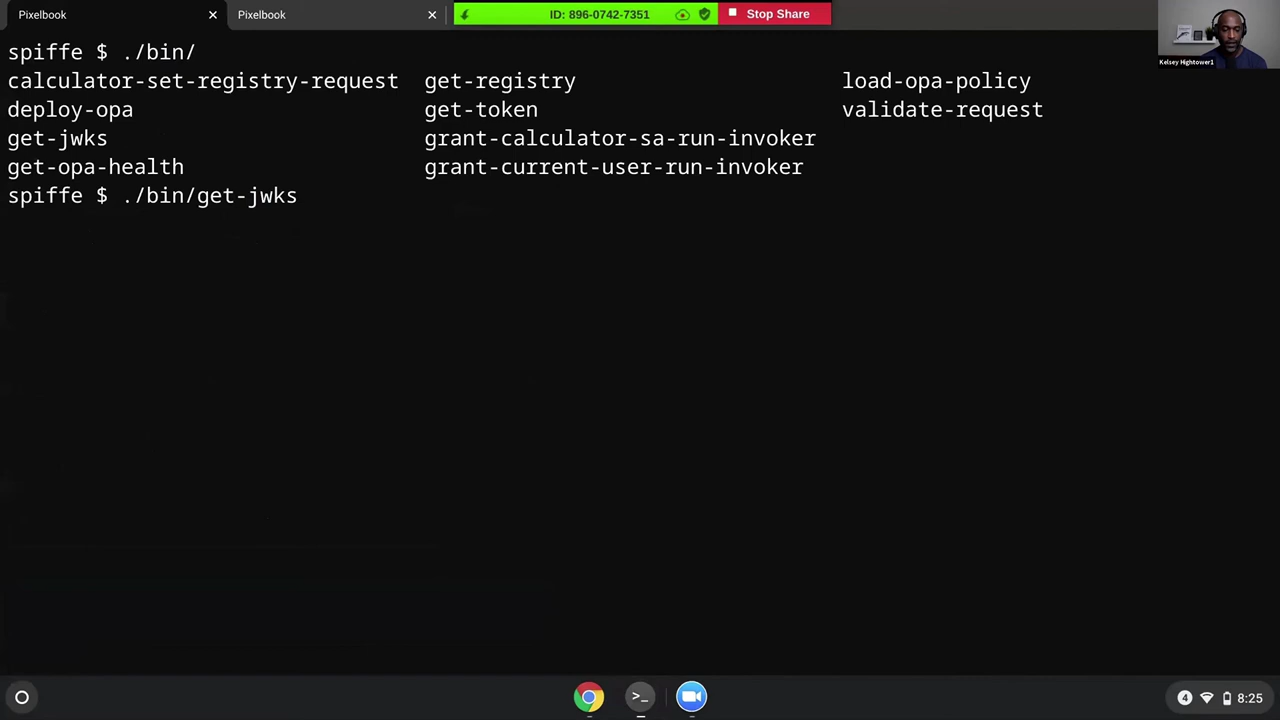 Pixelbook
Pixelbook
ID: 896-0742-7351
Stop Share
Kelsey Hightower1
spiffe $ ./bin/
calculator-set-registry-request get-registry load-opa-policy
deploy-opa get-token validate-request
get-jwks grant-calculator-sa-run-invoker
get-opa-health grant-current-user-run-invoker
spiffe $ ./bin/get-jwks
>_
4
8:25